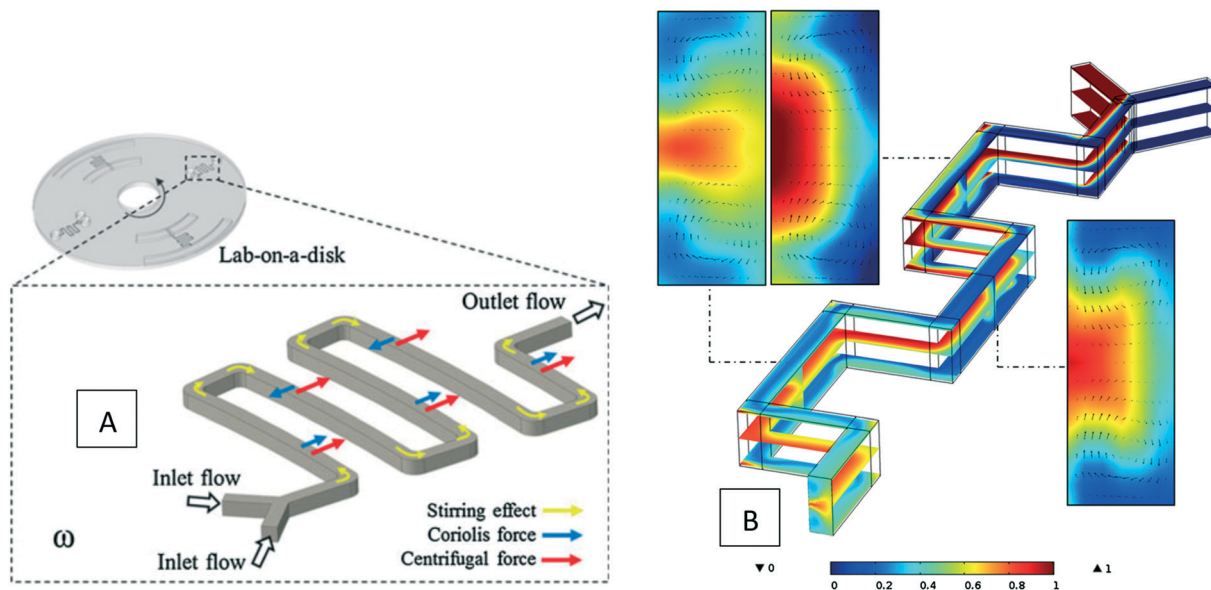 Lab-on-a-disk
Outlet flow
A
Inlet flow
Stirring effect
Coriolis force
ω
Inlet flow
Centrifugal force
B
▼ 0
0 0.2 0.4 0.6 0.8 1
▲ 1